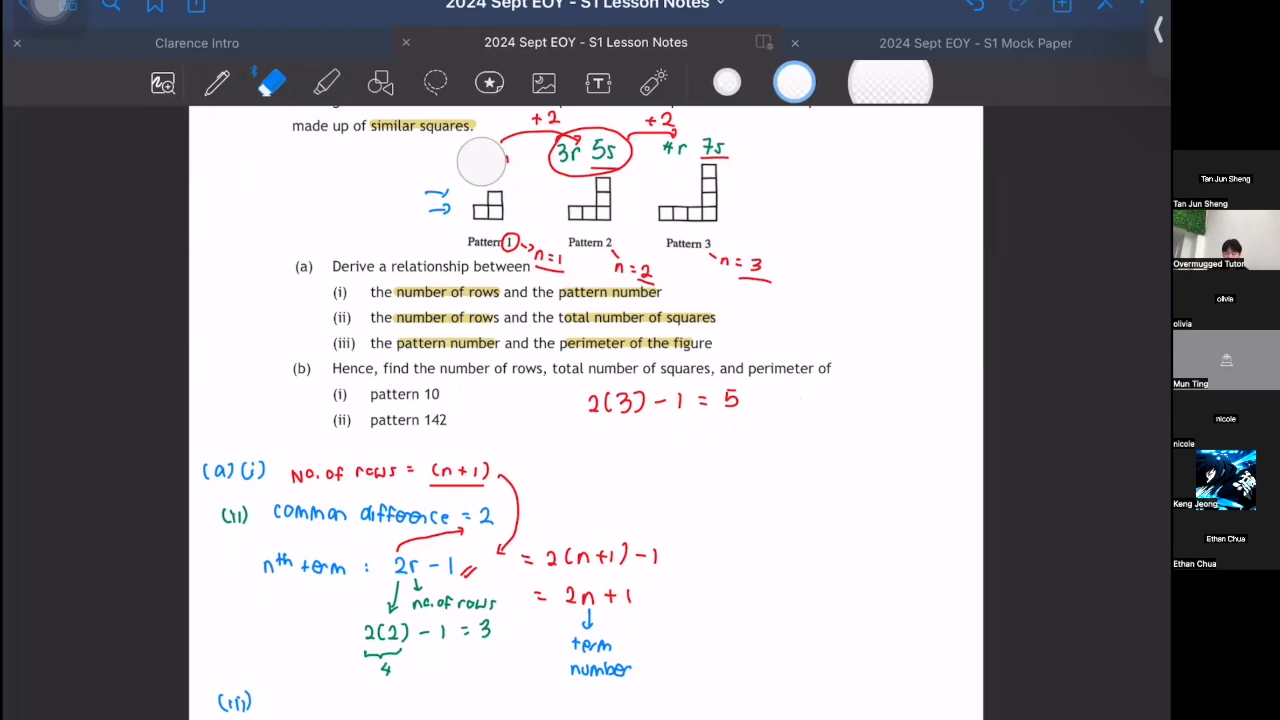 2024 Sept EOY - S1 Lesson Notes
Clarence Intro
2024 Sept EOY - S1 Lesson Notes
2024 Sept EOY - S1 Mock Paper
made up of similar squares.
+2
+2
3r 5s
4r 7s
Pattern 1
Pattern 2
Pattern 3
n=1
n=2
n=3
(a) Derive a relationship between
(i) the number of rows and the pattern number
(ii) the number of rows and the total number of squares
(iii) the pattern number and the perimeter of the figure
(b) Hence, find the number of rows, total number of squares, and perimeter of
(i) pattern 10
(ii) pattern 142
2(3) - 1 = 5
(a)(i) No. of rows = (n+1)
(ii) common difference = 2
nth term : 2r - 1 = 2(n+1) - 1
no. of rows
= 2n + 1
2(2) - 1 = 3
4
term
number
(iii)
Tan Jun Sheng
Tan Jun Sheng
Overmugged Tutor
olivia
olivia
Mun Ting
nicole
nicole
Keng Jeong
Ethan Chua
Ethan Chua